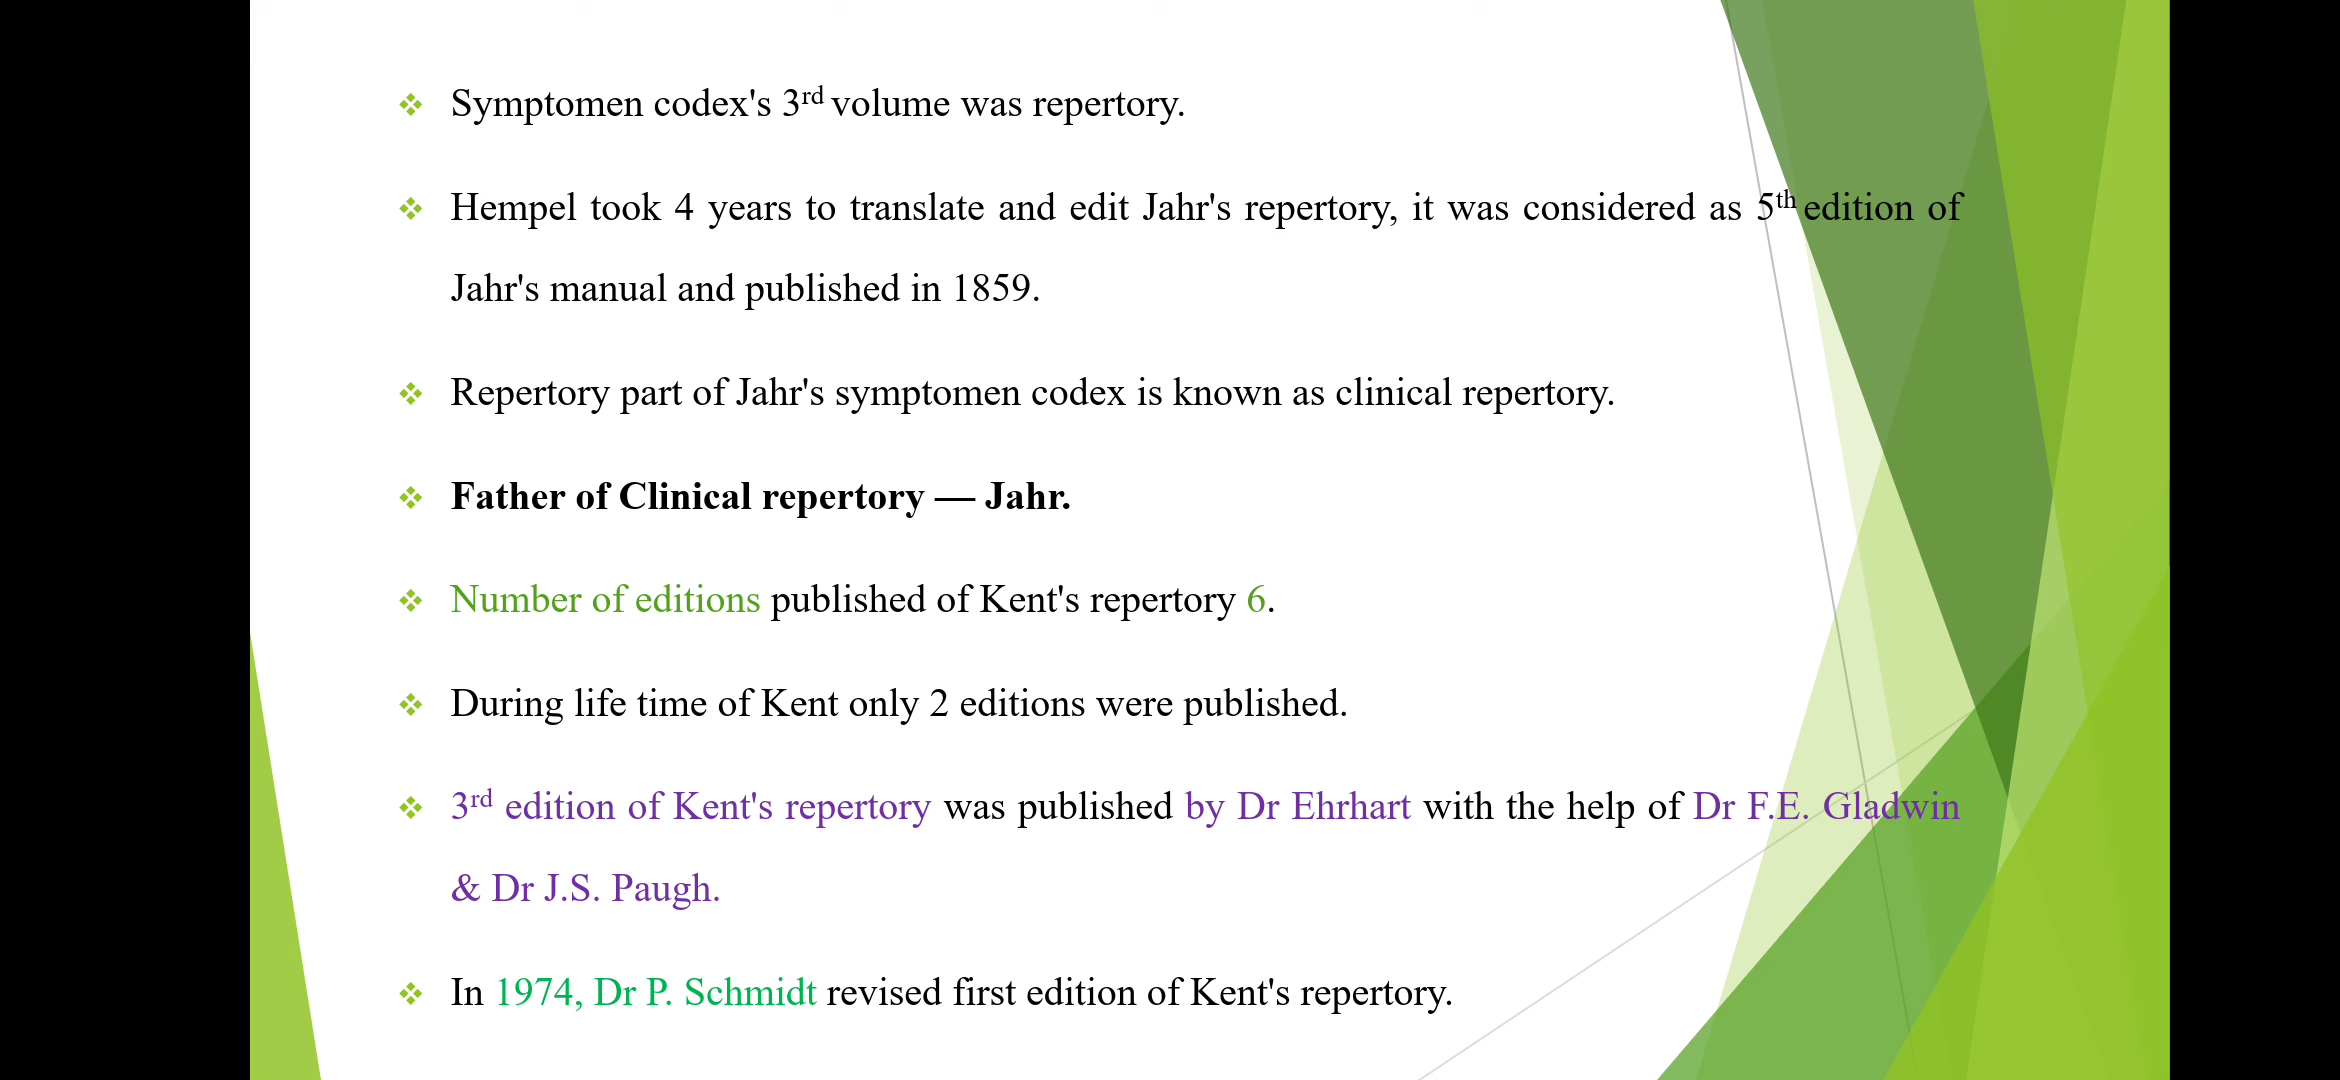 Symptomen codex's 3rd volume was repertory.
Hempel took 4 years to translate and edit Jahr's repertory, it was considered as 5th edition of
Jahr's manual and published in 1859.
Repertory part of Jahr's symptomen codex is known as clinical repertory.
Father of Clinical repertory — Jahr.
Number of editions published of Kent's repertory 6.
During life time of Kent only 2 editions were published.
3rd edition of Kent's repertory was published by Dr Ehrhart with the help of Dr F.E. Gladwin
& Dr J.S. Paugh.
In 1974, Dr P. Schmidt revised first edition of Kent's repertory.